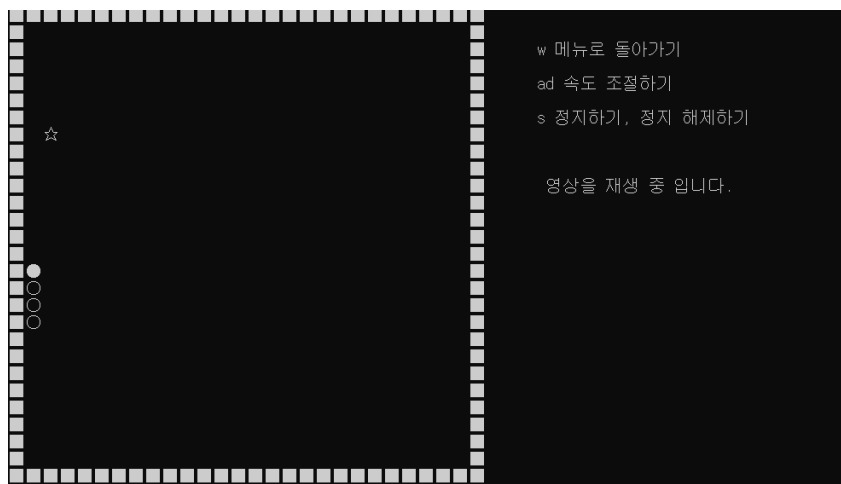 w 메뉴로 돌아가기
ad 속도 조절하기
s 정지하기, 정지 해제하기
영상을 재생 중 입니다.